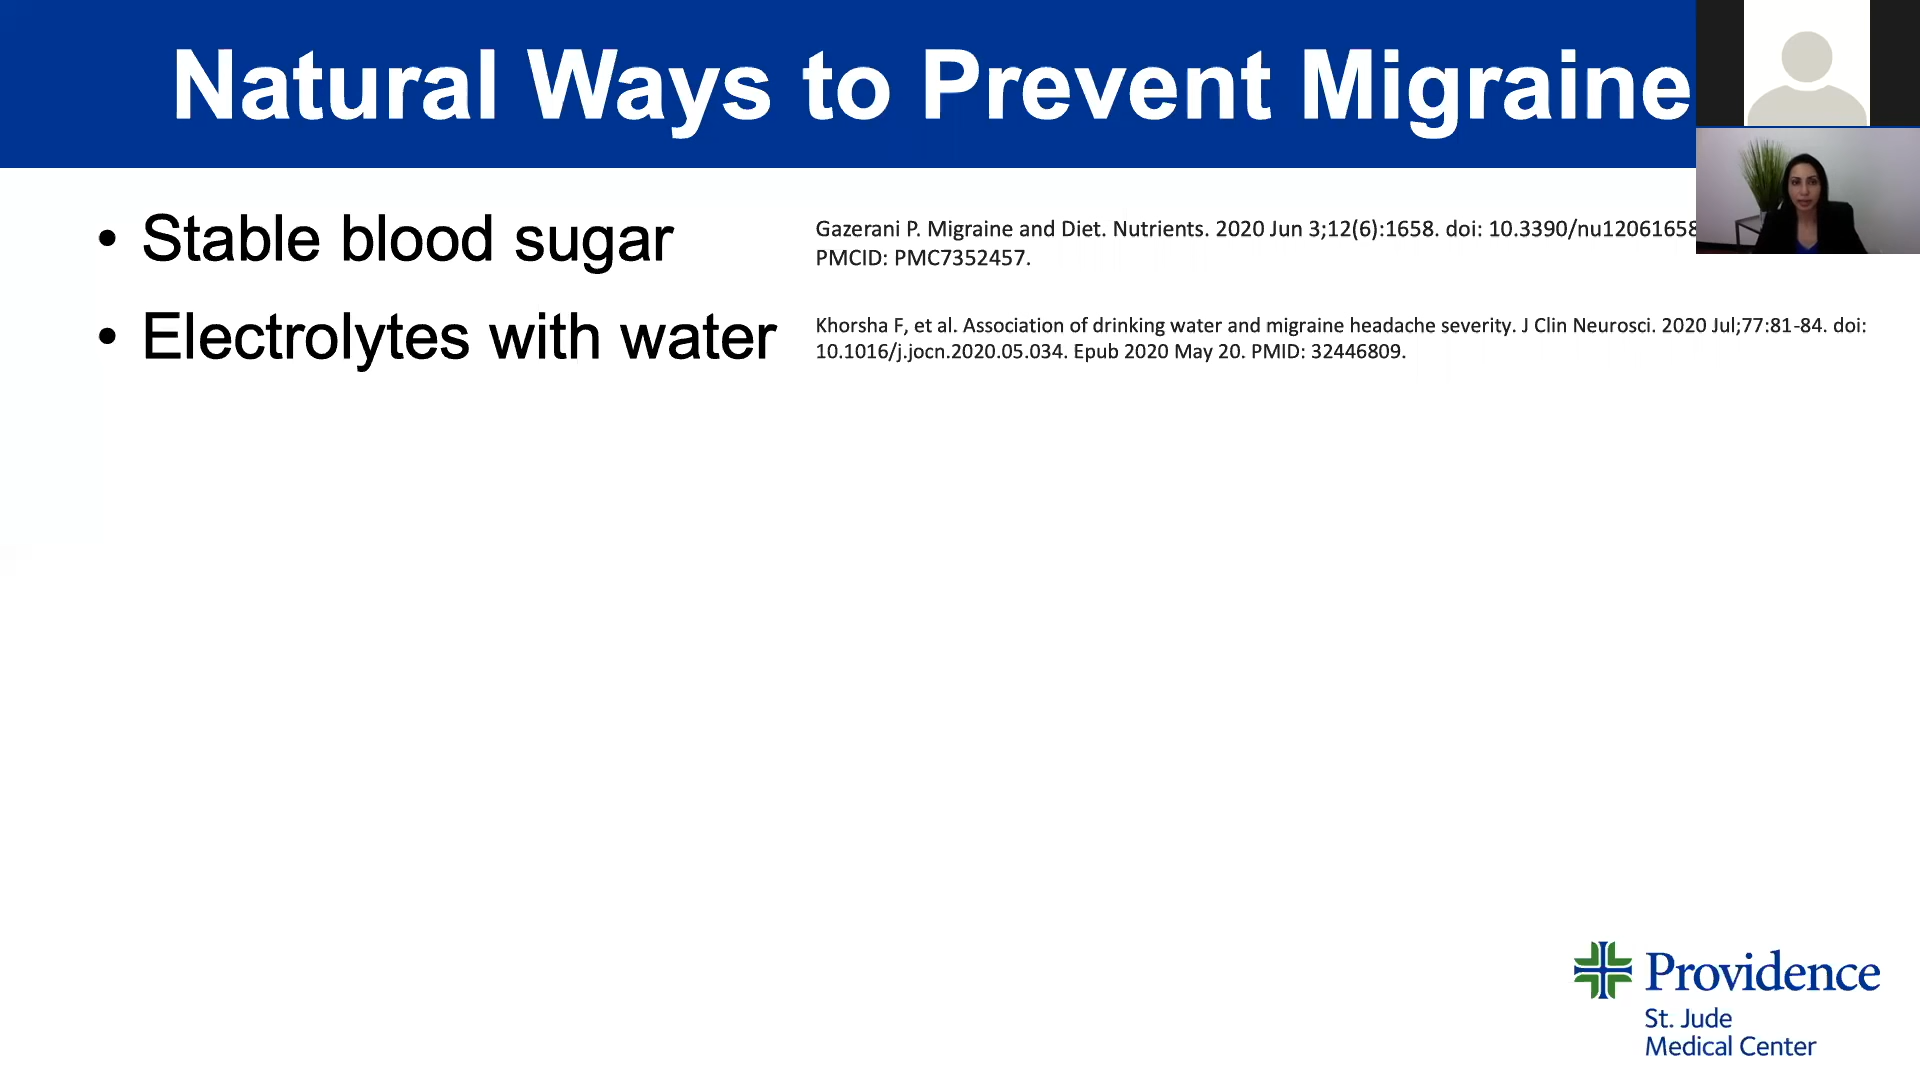 Natural Ways to Prevent Migraine
• Stable blood sugar
Gazerani P. Migraine and Diet. Nutrients. 2020 Jun 3;12(6):1658. doi: 10.3390/nu12061658
PMCID: PMC7352457.
• Electrolytes with water
Khorsha F, et al. Association of drinking water and migraine headache severity. J Clin Neurosci. 2020 Jul;77:81-84. doi:
10.1016/j.jocn.2020.05.034. Epub 2020 May 20. PMID: 32446809.
Providence
St. Jude
Medical Center